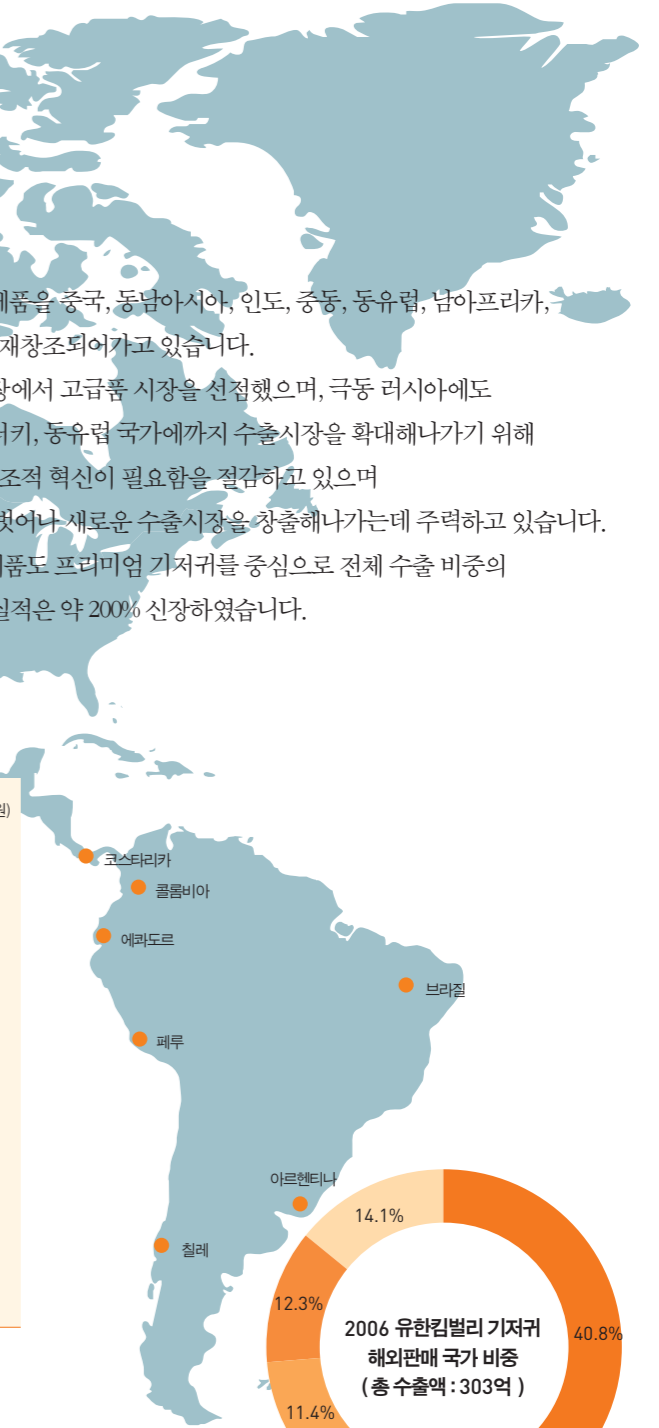 제품을 중국, 동남아시아, 인도, 중동, 동유럽, 남아프리카,
재창조되어가고 있습니다.
장에서 고급품 시장을 선점했으며, 극동 러시아에도
터키, 동유럽 국가에까지 수출시장을 확대해나가기 위해
조적 혁신이 필요함을 절감하고 있으며
벗어나 새로운 수출시장을 창출해나가는데 주력하고 있습니다.
제품도 프리미엄 기저귀를 중심으로 전체 수출 비중의
실적은 약 200% 신장하였습니다.
원)
코스타리카
콜롬비아
에콰도르
브라질
페루
아르헨티나
칠레
14.1%
12.3%
40.8%
11.4%
2006 유한킴벌리 기저귀
해외판매 국가 비중
( 총 수출액 : 303억 )